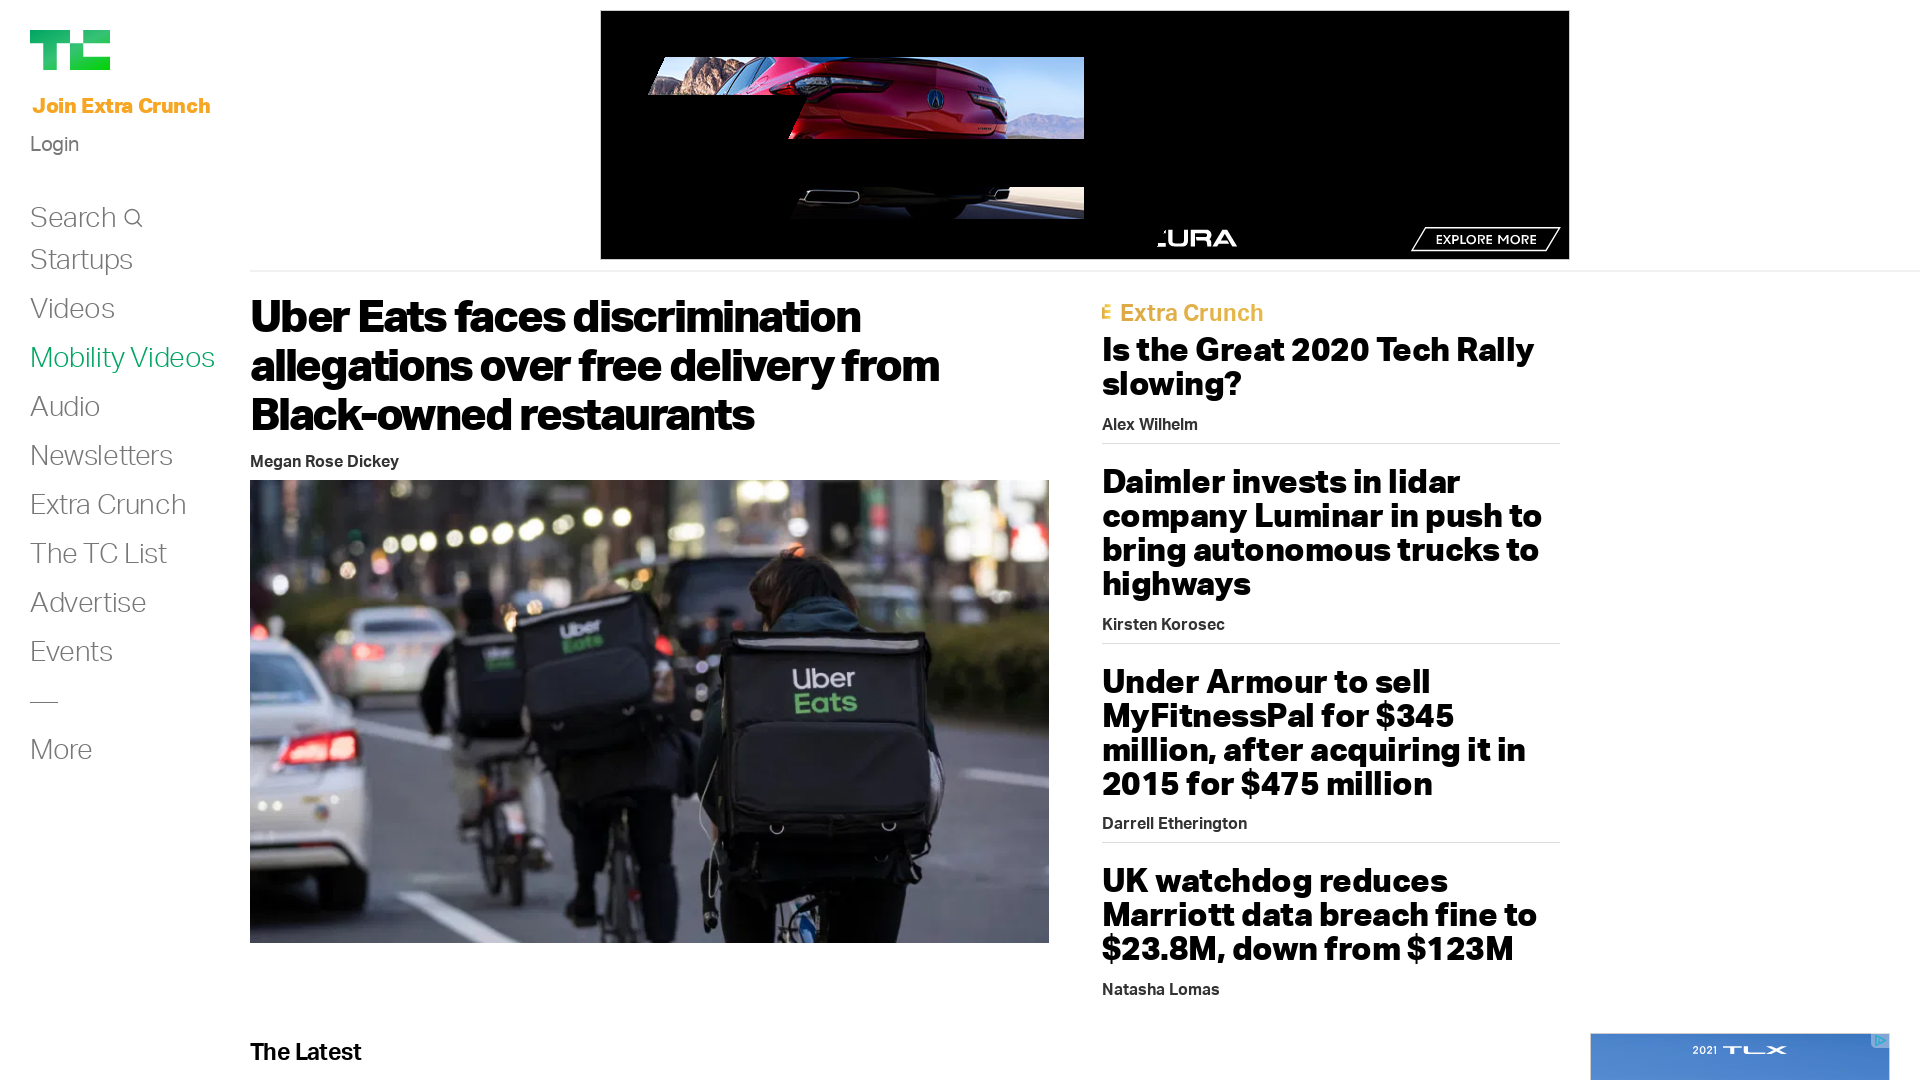 TC
Join Extra Crunch
Login
Search
Startups
Videos
Mobility Videos
Audio
Newsletters
Extra Crunch
The TC List
Advertise
Events
More
URA
EXPLORE MORE
Uber Eats faces discrimination
allegations over free delivery from
Black-owned restaurants
Megan Rose Dickey
Uber
Eats
Uber
Eats
Uber
Eats
Extra Crunch
Is the Great 2020 Tech Rally
slowing?
Alex Wilhelm
Daimler invests in lidar
company Luminar in push to
bring autonomous trucks to
highways
Kirsten Korosec
Under Armour to sell
MyFitnessPal for $345
million, after acquiring it in
2015 for $475 million
Darrell Etherington
UK watchdog reduces
Marriott data breach fine to
$23.8M, down from $123M
Natasha Lomas
The Latest
2021 TLX